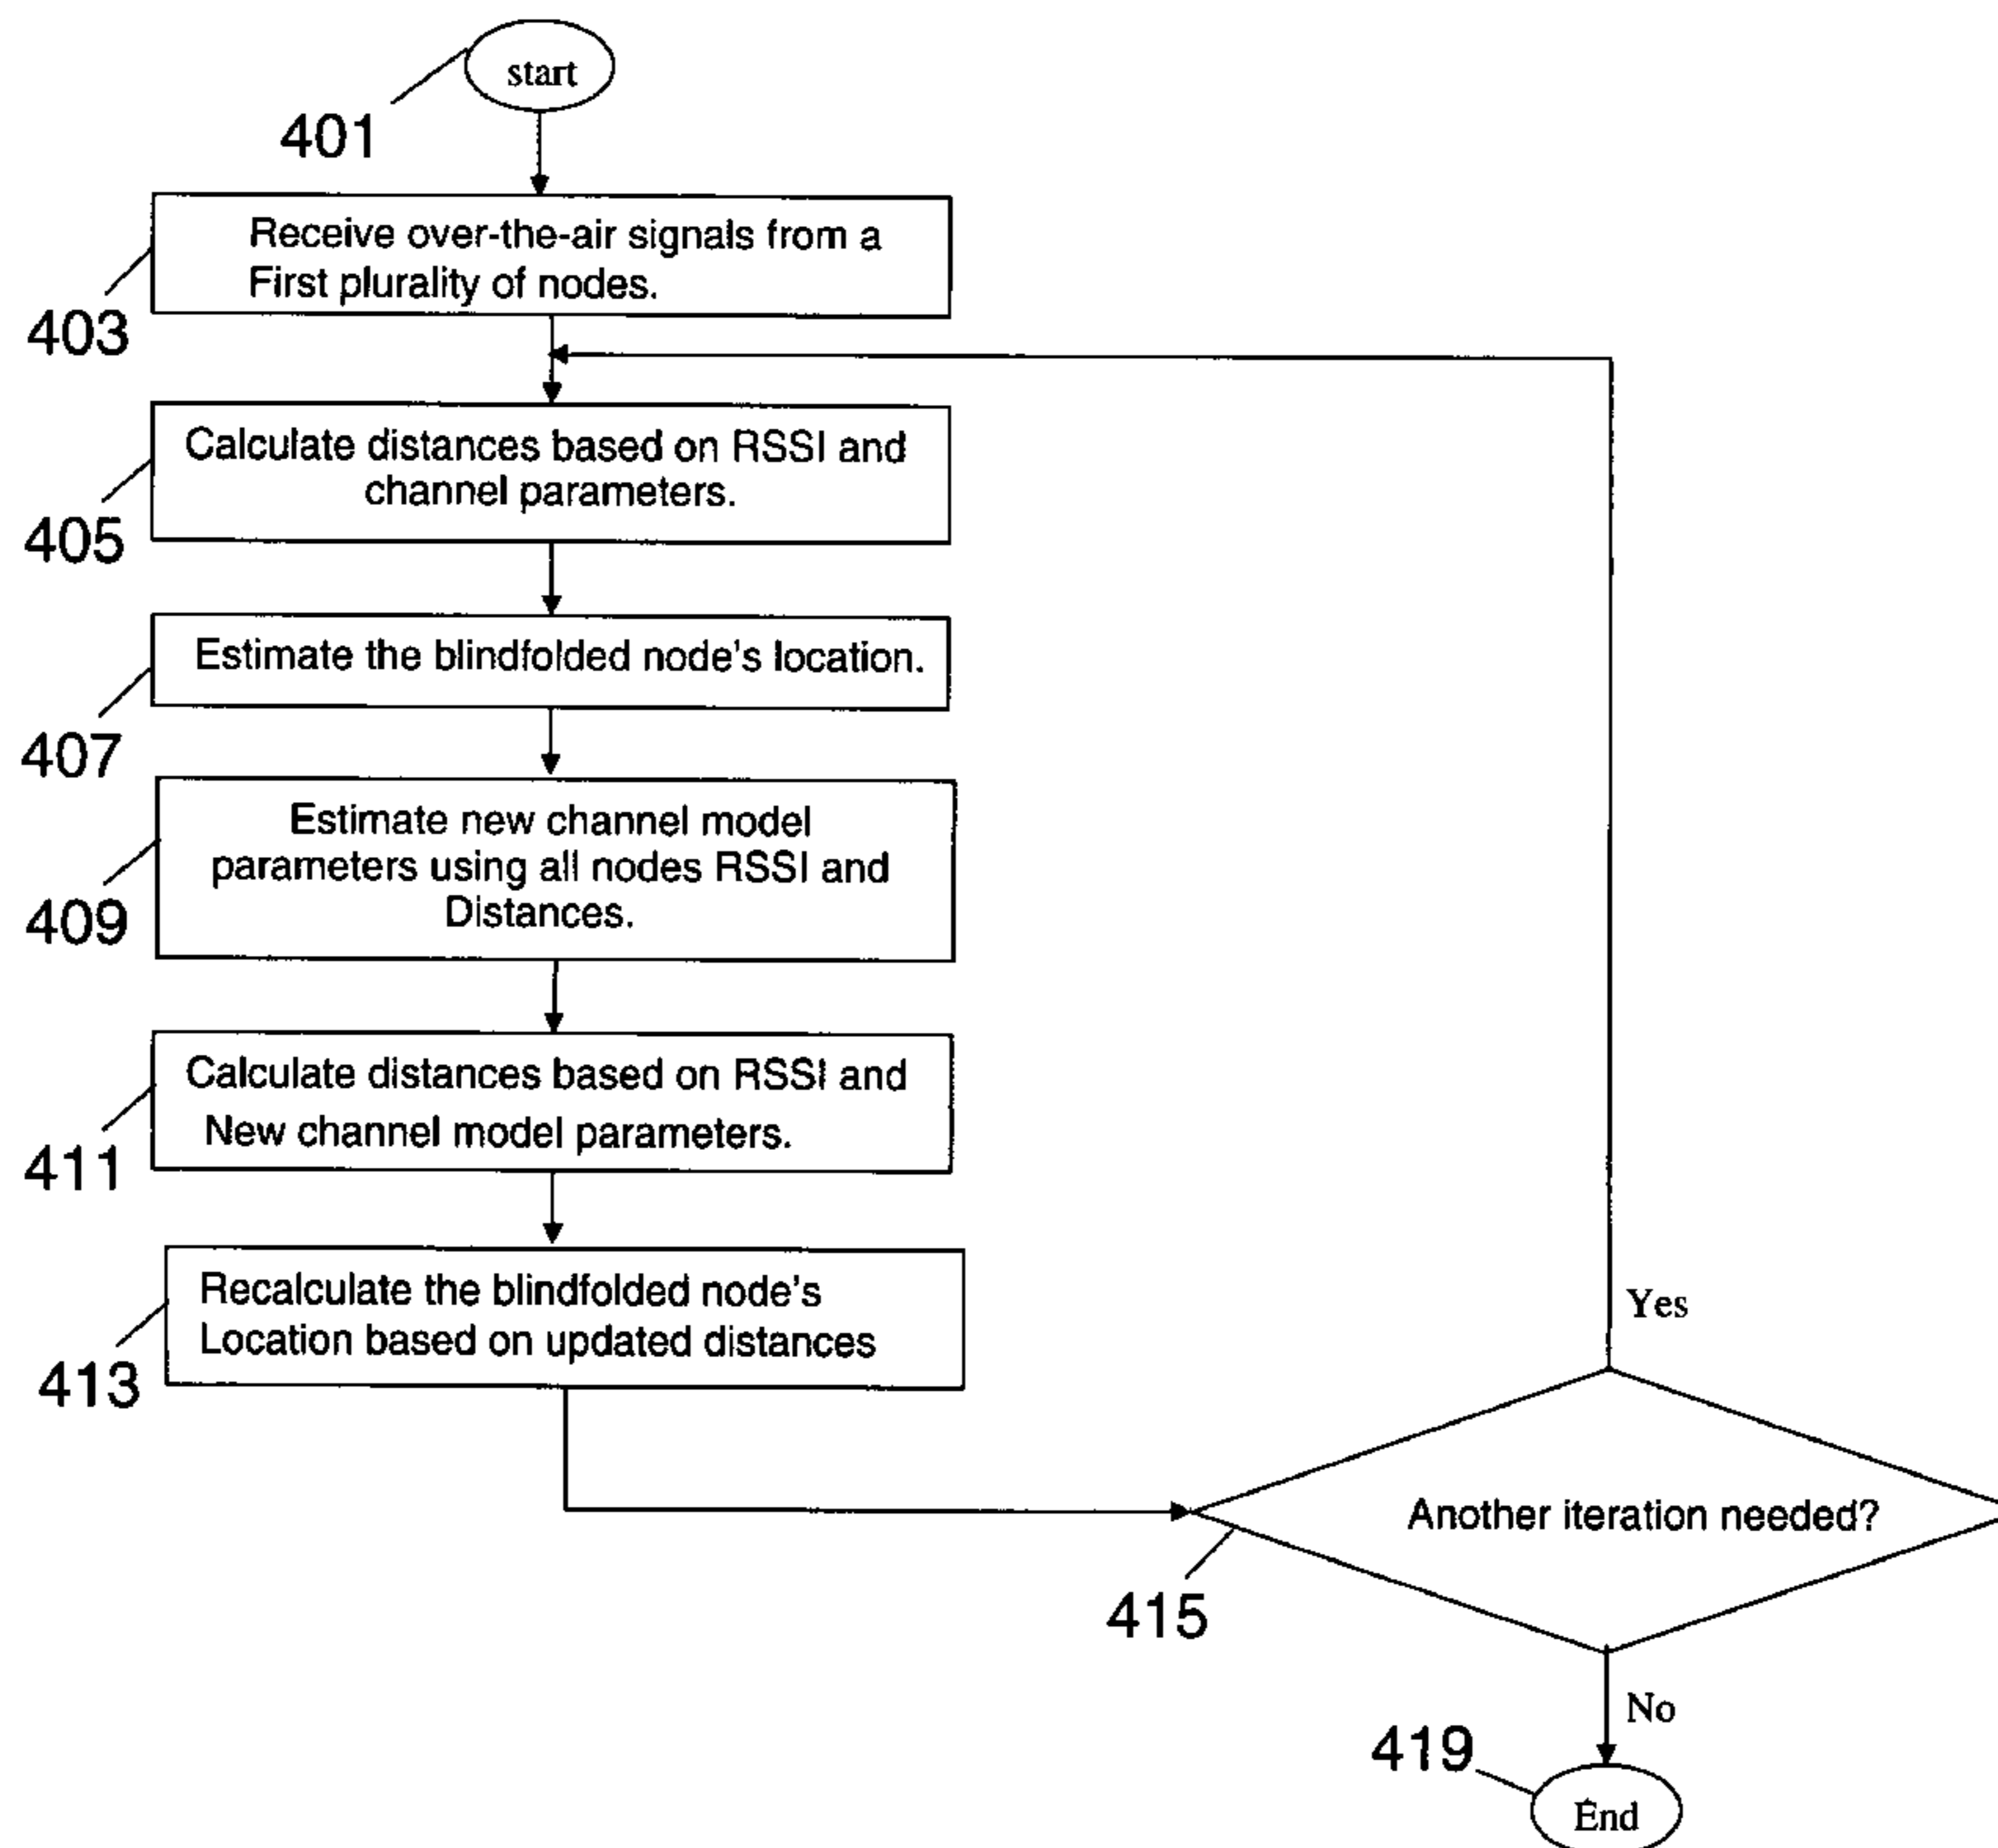 start
401
Receive over-the-air signals from a
First plurality of nodes.
403
Calculate distances based on RSSI and
channel parameters.
405
Estimate the blindfolded node's location.
407
Estimate new channel model
parameters using all nodes RSSI and
Distances.
409
Calculate distances based on RSSI and
New channel model parameters.
411
Recalculate the blindfolded node's
Location based on updated distances
413
Yes
Another iteration needed?
415
No
419
End